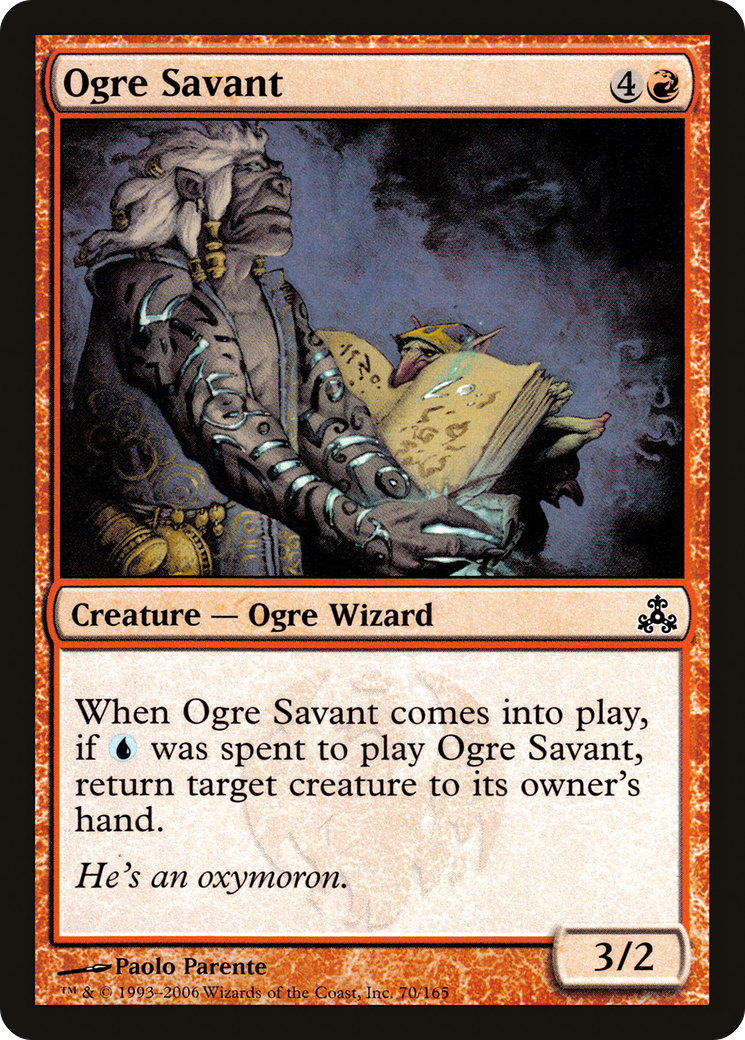 Ogre Savant
4
Creature — Ogre Wizard
When Ogre Savant comes into play,
if was spent to play Ogre Savant,
return target creature to its owner's
hand.
He's an oxymoron.
3/2
Paolo Parente
™ & © 1993–2006 Wizards of the Coast, Inc. 70/165